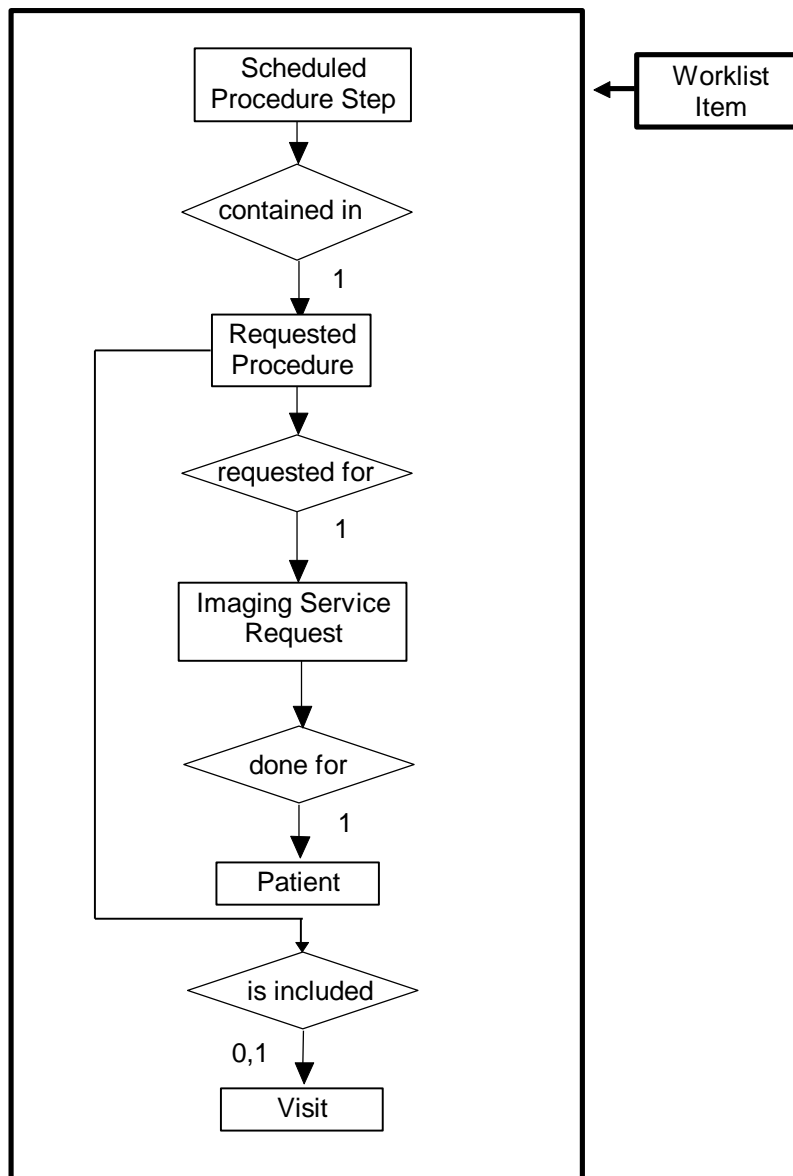 Scheduled
Procedure Step
Worklist
Item
contained in
1
Requested
Procedure
requested for
1
Imaging Service
Request
done for
1
Patient
is included
0,1
Visit